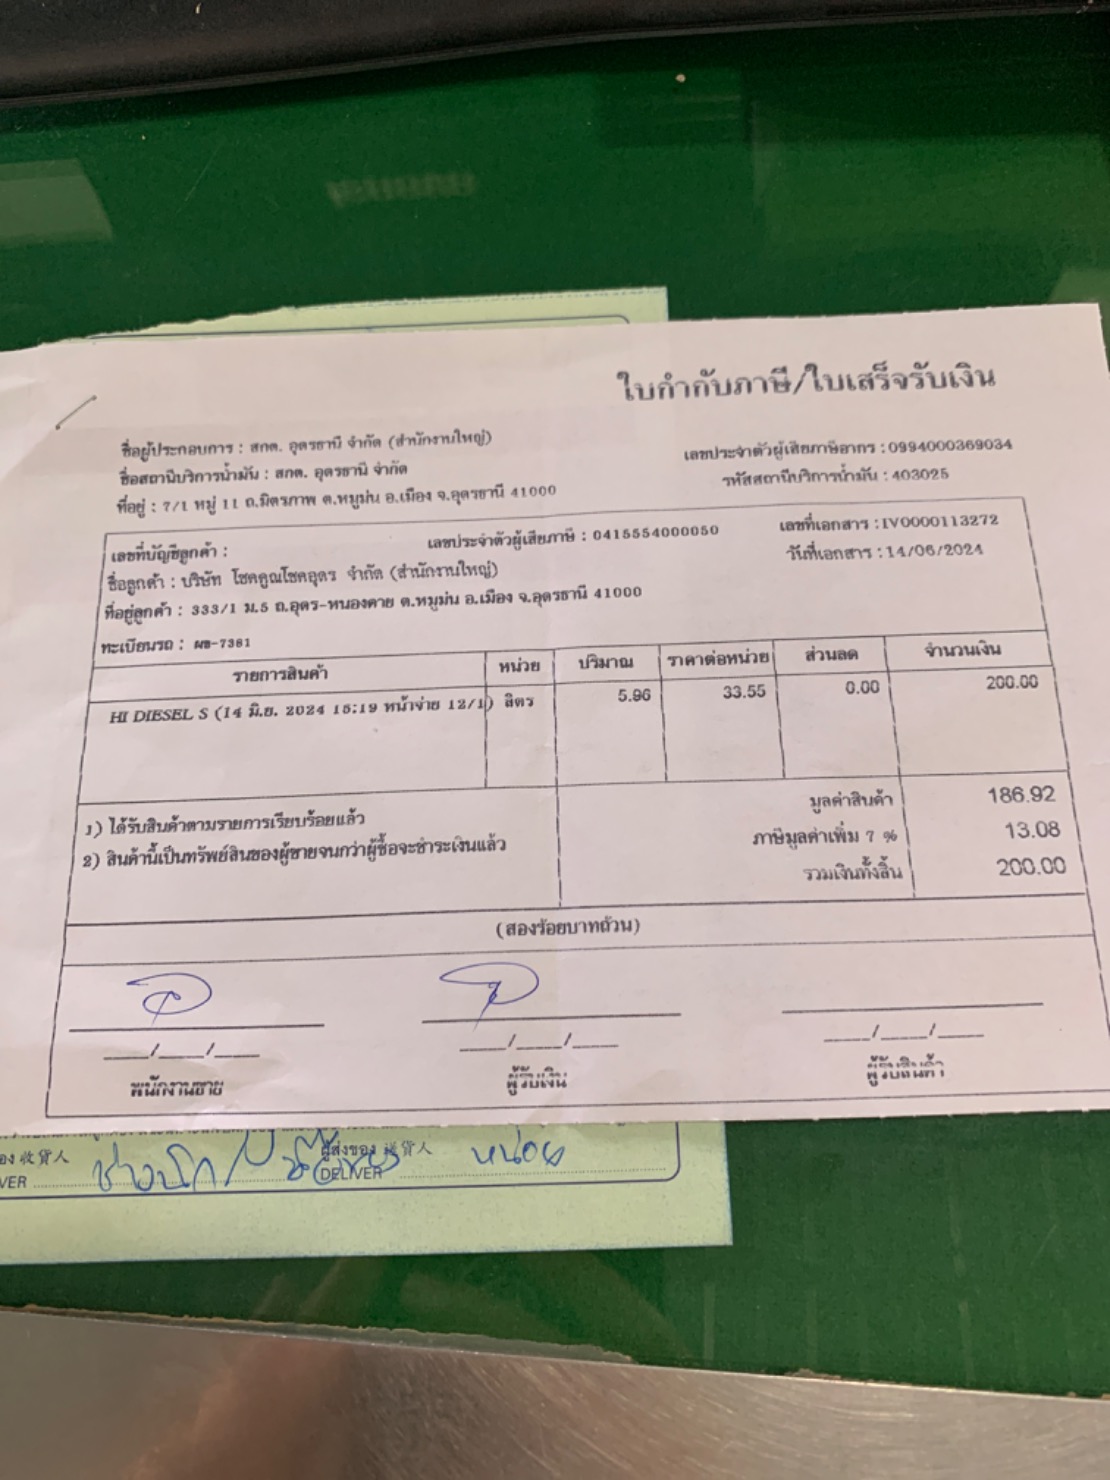 ใบกำกับภาษี/ใบเสร็จรับเงิน
ชื่อผู้ประกอบการ : สกต. อุดรธานี จำกัด (สำนักงานใหญ่)
เลขประจำตัวผู้เสียภาษีอากร : 0994000369034
ชื่อสถานีบริการน้ำมัน : สกต. อุดรธานี จำกัด
รหัสสถานีบริการน้ำมัน : 403025
ที่อยู่ : 7/1 หมู่ 11 ถ.มิตรภาพ ต.หมูม่น อ.เมือง จ.อุดรธานี 41000
เลขที่บัญชีลูกค้า : เลขประจำตัวผู้เสียภาษี : 0415554000050 เลขที่เอกสาร : IV0000113272
ชื่อลูกค้า : บริษัท โชคคูณโชคอุดร จำกัด (สำนักงานใหญ่) วันที่เอกสาร : 14/06/2024
ที่อยู่ลูกค้า : 333/1 ม.5 ถ.อุดร-หนองคาย ต.หมูม่น อ.เมือง จ.อุดรธานี 41000
ทะเบียนรถ : -7381
รายการสินค้า หน่วย ปริมาณ ราคาต่อหน่วย ส่วนลด จำนวนเงิน
HI DIESEL S (14 มิ.ย. 2024 15:19 หน้าจ่าย 12/1) ลิตร 5.96 33.55 0.00 200.00
1) ได้รับสินค้าตามรายการเรียบร้อยแล้ว มูลค่าสินค้า 186.92
2) สินค้านี้เป็นทรัพย์สินของผู้ขายจนกว่าผู้ซื้อจะชำระเงินแล้ว ภาษีมูลค่าเพิ่ม 7 % 13.08
รวมเงินทั้งสิ้น 200.00
(สองร้อยบาทถ้วน)
___/___/___ ___/___/___ ___/___/___
พนักงานขาย ผู้รับเงิน ผู้รับสินค้า
收貨人 ผู้ส่งของ 送貨人 หน่อย
VER DELIVER